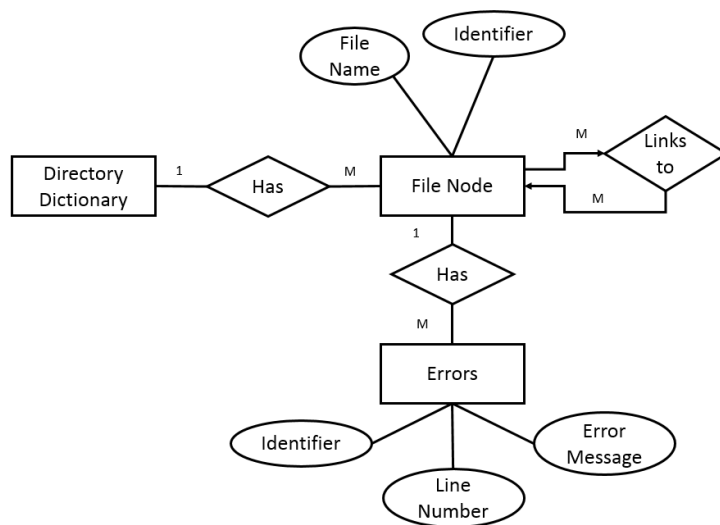 File
Name
Identifier
Directory
Dictionary
1
Has
M
File Node
M
Links
to
M
1
Has
M
Errors
Identifier
Line
Number
Error
Message